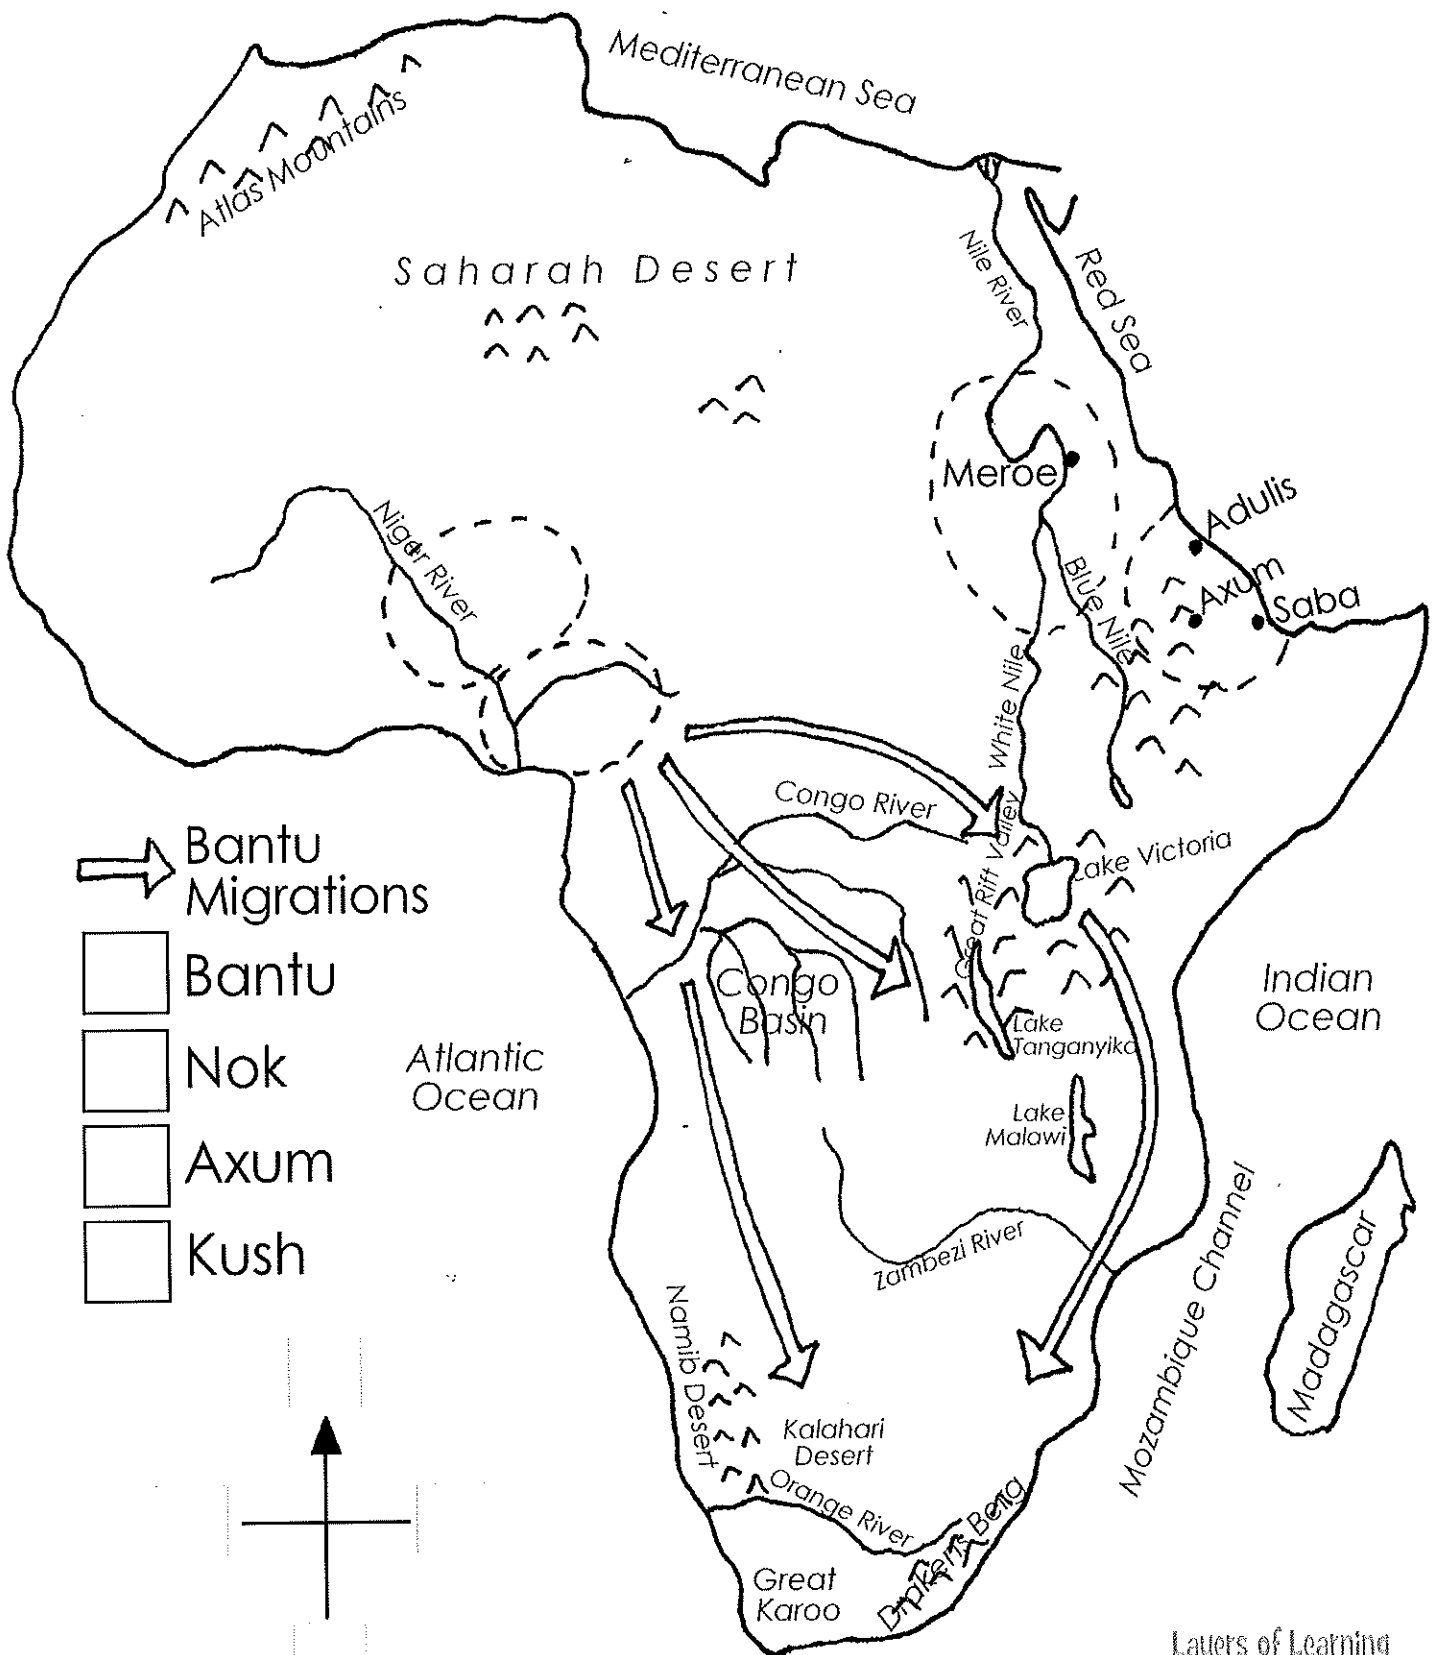 Mediterranean Sea
Atlas Mountains
Saharah Desert
Nile River
Red Sea
Meroe
Adulis
Niger River
Axum
Blue Nile
Saba
White Nile
Congo River
Great Rift Valley
Lake Victoria
Bantu
Migrations
Bantu
Nok
Axum
Kush
Congo
Basin
Indian
Ocean
Lake
Tanganyika
Atlantic
Ocean
Lake
Malawi
Zambezi River
Mozambique Channel
Madagascar
Namib Desert
Kalahari
Desert
Orange River
Drakens Berg
Great
Karoo
Layers of Learning